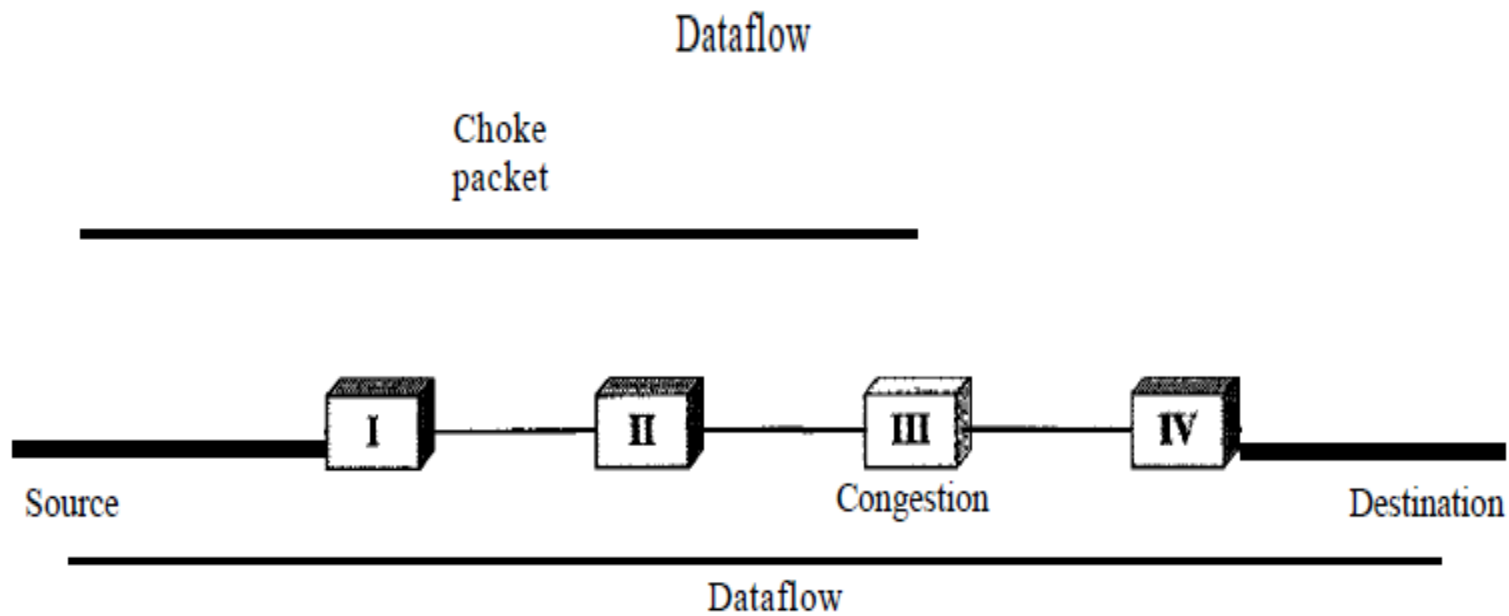 Dataflow
Choke
packet
I II III IV
Source Congestion Destination
Dataflow